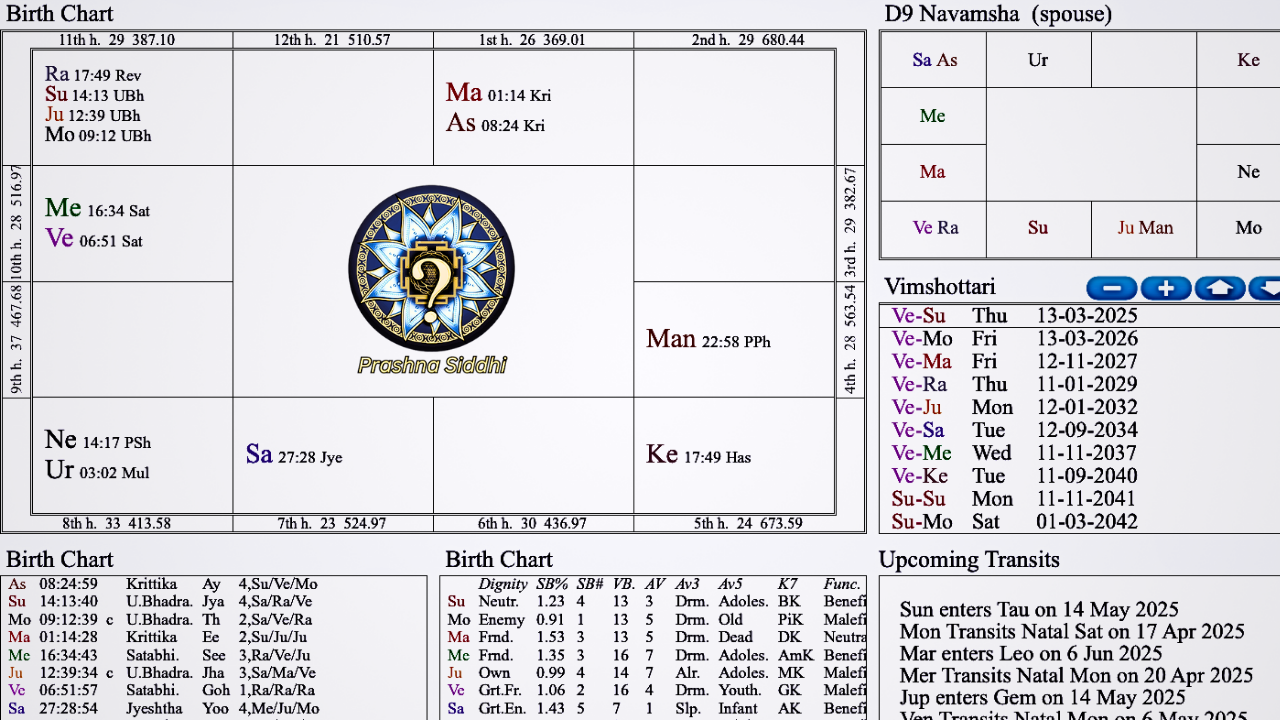 Birth Chart
11th h. 29 387.10
12th h. 21 510.57
1st h. 26 369.01
2nd h. 29 680.44
Ra 17:49 Rev
Su 14:13 UBh
Ju 12:39 UBh
Mo 09:12 UBh
Ma 01:14 Kri
As 08:24 Kri
10th h. 28 516.97
Me 16:34 Sat
Ve 06:51 Sat
3rd h. 29 382.67
?
Prashna Siddhi
9th h. 37 467.68
Man 22:58 PPh
4th h. 28 563.54
Ne 14:17 PSh
Ur 03:02 Mul
Sa 27:28 Jye
Ke 17:49 Has
8th h. 33 413.58
7th h. 23 524.97
6th h. 30 436.97
5th h. 24 673.59
D9 Navamsha (spouse)
Sa As
Ur
Ke
Me
Ma
Ne
Ve Ra
Su
Ju Man
Mo
Vimshottari
Ve-Su Thu 13-03-2025
Ve-Mo Fri 13-03-2026
Ve-Ma Fri 12-11-2027
Ve-Ra Thu 11-01-2029
Ve-Ju Mon 12-01-2032
Ve-Sa Tue 12-09-2034
Ve-Me Wed 11-11-2037
Ve-Ke Tue 11-09-2040
Su-Su Mon 11-11-2041
Su-Mo Sat 01-03-2042
Birth Chart
As 08:24:59 Krittika Ay 4,Su/Ve/Mo
Su 14:13:40 U.Bhadra. Jya 4,Sa/Ra/Ve
Mo 09:12:39 c U.Bhadra. Th 2,Sa/Ve/Ra
Ma 01:14:28 Krittika Ee 2,Su/Ju/Ju
Me 16:34:43 Satabhi. See 3,Ra/Ve/Ju
Ju 12:39:34 c U.Bhadra. Jha 3,Sa/Ma/Ve
Ve 06:51:57 Satabhi. Goh 1,Ra/Ra/Ra
Sa 27:28:54 Jyeshtha Yoo 4,Me/Ju/Mo
Birth Chart
Dignity SB% SB# VB. AV Av3 Av5 K7 Func.
Su Neutr. 1.23 4 13 3 Drm. Adoles. BK Benefi
Mo Enemy 0.91 1 13 5 Drm. Old PiK Malefi
Ma Frnd. 1.53 3 13 5 Drm. Dead DK Neutra
Me Frnd. 1.35 3 16 7 Drm. Adoles. AmK Benefi
Ju Own 0.99 4 14 7 Alr. Adoles. MK Malefi
Ve Grt.Fr. 1.06 2 16 4 Drm. Youth. GK Malefi
Sa Grt.En. 1.43 5 7 1 Slp. Infant AK Benefi
Upcoming Transits
Sun enters Tau on 14 May 2025
Mon Transits Natal Sat on 17 Apr 2025
Mar enters Leo on 6 Jun 2025
Mer Transits Natal Mon on 20 Apr 2025
Jup enters Gem on 14 May 2025
Ven Transits Natal Mon on 6 May 2025